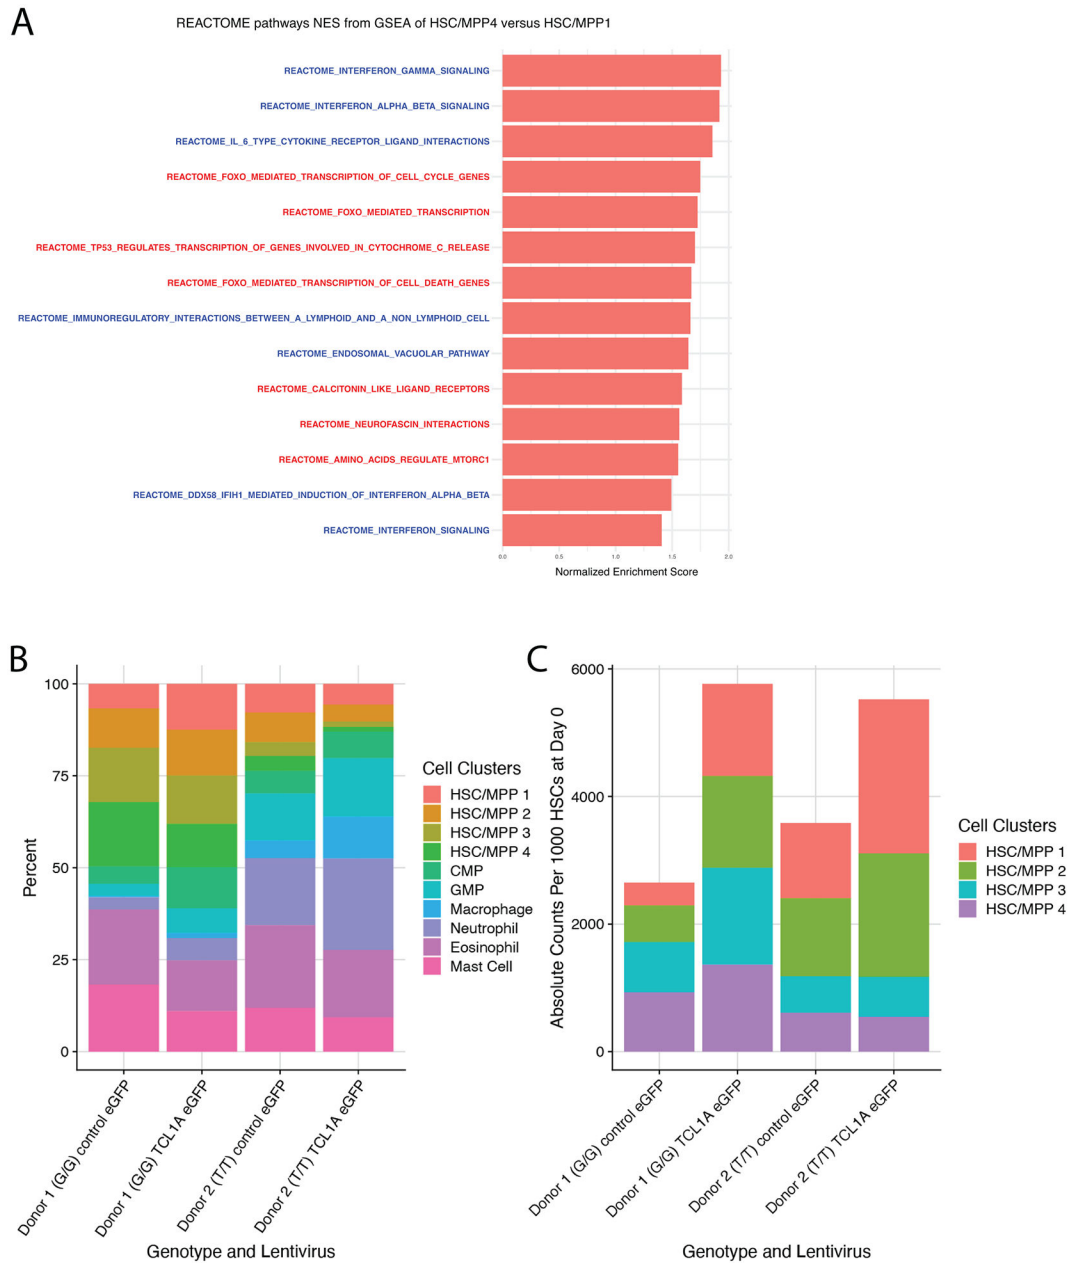 A
REACTOME pathways NES from GSEA of HSC/MPP4 versus HSC/MPP1
REACTOME_INTERFERON_GAMMA_SIGNALING
REACTOME_INTERFERON_ALPHA_BETA_SIGNALING
REACTOME_IL_6_TYPE_CYTOKINE_RECEPTOR_LIGAND_INTERACTIONS
REACTOME_FOXO_MEDIATED_TRANSCRIPTION_OF_CELL_CYCLE_GENES
REACTOME_FOXO_MEDIATED_TRANSCRIPTION
REACTOME_TP53_REGULATES_TRANSCRIPTION_OF_GENES_INVOLVED_IN_CYTOCHROME_C_RELEASE
REACTOME_FOXO_MEDIATED_TRANSCRIPTION_OF_CELL_DEATH_GENES
REACTOME_IMMUNOREGULATORY_INTERACTIONS_BETWEEN_A_LYMPHOID_AND_A_NON_LYMPHOID_CELL
REACTOME_ENDOSOMAL_VACUOLAR_PATHWAY
REACTOME_CALCITONIN_LIKE_LIGAND_RECEPTORS
REACTOME_NEUROFASCIN_INTERACTIONS
REACTOME_AMINO_ACIDS_REGULATE_MTORC1
REACTOME_DDX58_IFIH1_MEDIATED_INDUCTION_OF_INTERFERON_ALPHA_BETA
REACTOME_INTERFERON_SIGNALING
0.0 0.5 1.0 1.5 2.0
Normalized Enrichment Score
B
Percent
100
75
50
25
0
Donor 1 (G/G) control eGFP
Donor 1 (G/G) TCL1A eGFP
Donor 2 (T/T) control eGFP
Donor 2 (T/T) TCL1A eGFP
Genotype and Lentivirus
Cell Clusters
HSC/MPP 1
HSC/MPP 2
HSC/MPP 3
HSC/MPP 4
CMP
GMP
Macrophage
Neutrophil
Eosinophil
Mast Cell
C
Absolute Counts Per 1000 HSCs at Day 0
6000
4000
2000
0
Donor 1 (G/G) control eGFP
Donor 1 (G/G) TCL1A eGFP
Donor 2 (T/T) control eGFP
Donor 2 (T/T) TCL1A eGFP
Genotype and Lentivirus
Cell Clusters
HSC/MPP 1
HSC/MPP 2
HSC/MPP 3
HSC/MPP 4